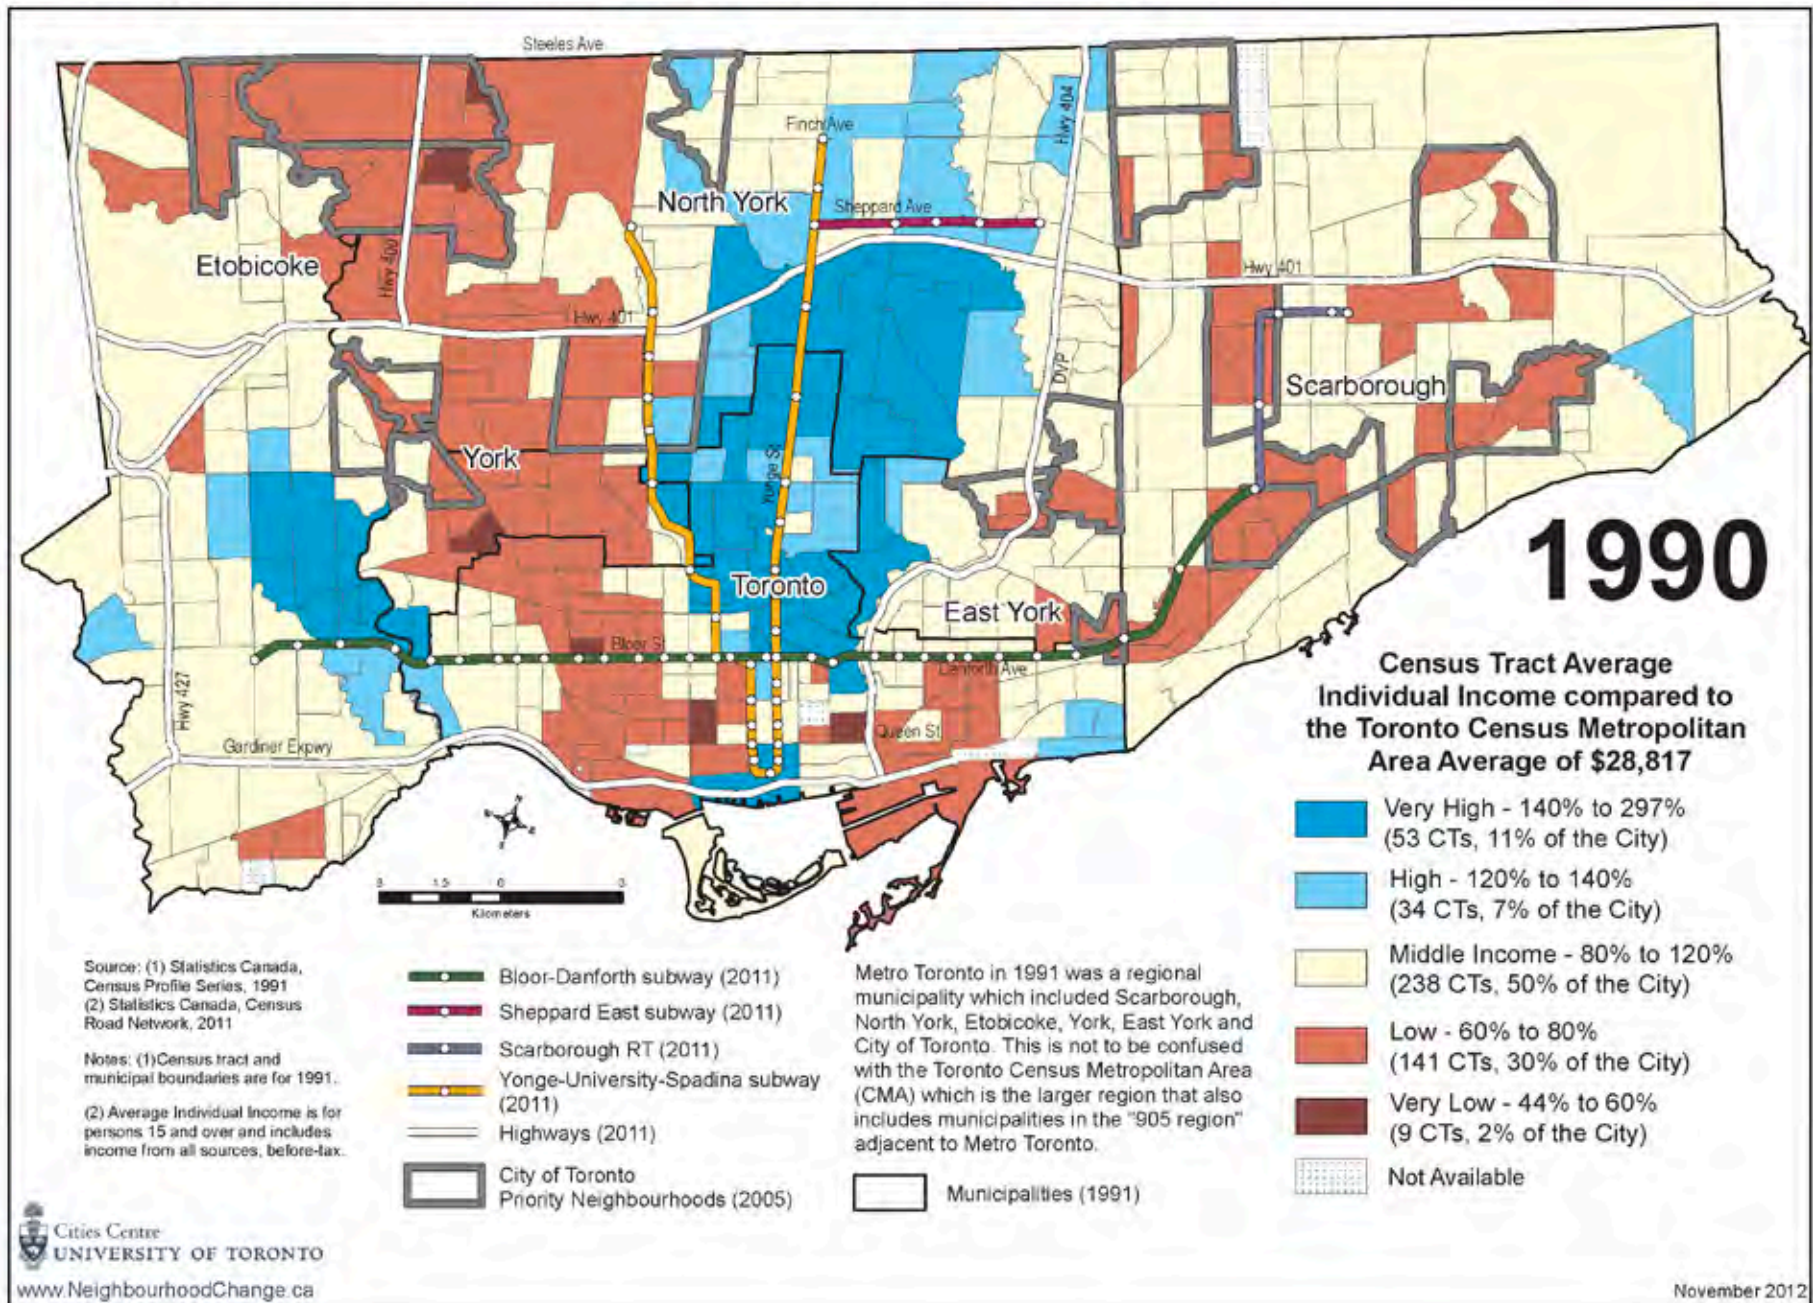 Steeles Ave
Finch Ave
Hwy 404
North York
Sheppard Ave
Etobicoke
Hwy 400
Hwy 401
Hwy 401
DVP
Scarborough
York
Yonge St
1990
Toronto
East York
Bloor St
Danforth Ave
Hwy 427
Queen St
Gardiner Expwy
Census Tract Average
Individual Income compared to
the Toronto Census Metropolitan
Area Average of $28,817
Very High - 140% to 297%
(53 CTs, 11% of the City)
High - 120% to 140%
(34 CTs, 7% of the City)
Middle Income - 80% to 120%
(238 CTs, 50% of the City)
Low - 60% to 80%
(141 CTs, 30% of the City)
Very Low - 44% to 60%
(9 CTs, 2% of the City)
Not Available
3 1.5 0 3
Kilometers
Source: (1) Statistics Canada,
Census Profile Series, 1991
(2) Statistics Canada, Census
Road Network, 2011
Notes: (1)Census tract and
municipal boundaries are for 1991.
(2) Average Individual Income is for
persons 15 and over and includes
income from all sources, before-tax.
Bloor-Danforth subway (2011)
Sheppard East subway (2011)
Scarborough RT (2011)
Yonge-University-Spadina subway
(2011)
Highways (2011)
City of Toronto
Priority Neighbourhoods (2005)
Metro Toronto in 1991 was a regional
municipality which included Scarborough,
North York, Etobicoke, York, East York and
City of Toronto. This is not to be confused
with the Toronto Census Metropolitan Area
(CMA) which is the larger region that also
includes municipalities in the "905 region"
adjacent to Metro Toronto.
Municipalities (1991)
Cities Centre
UNIVERSITY OF TORONTO
www.NeighbourhoodChange.ca
November 2012